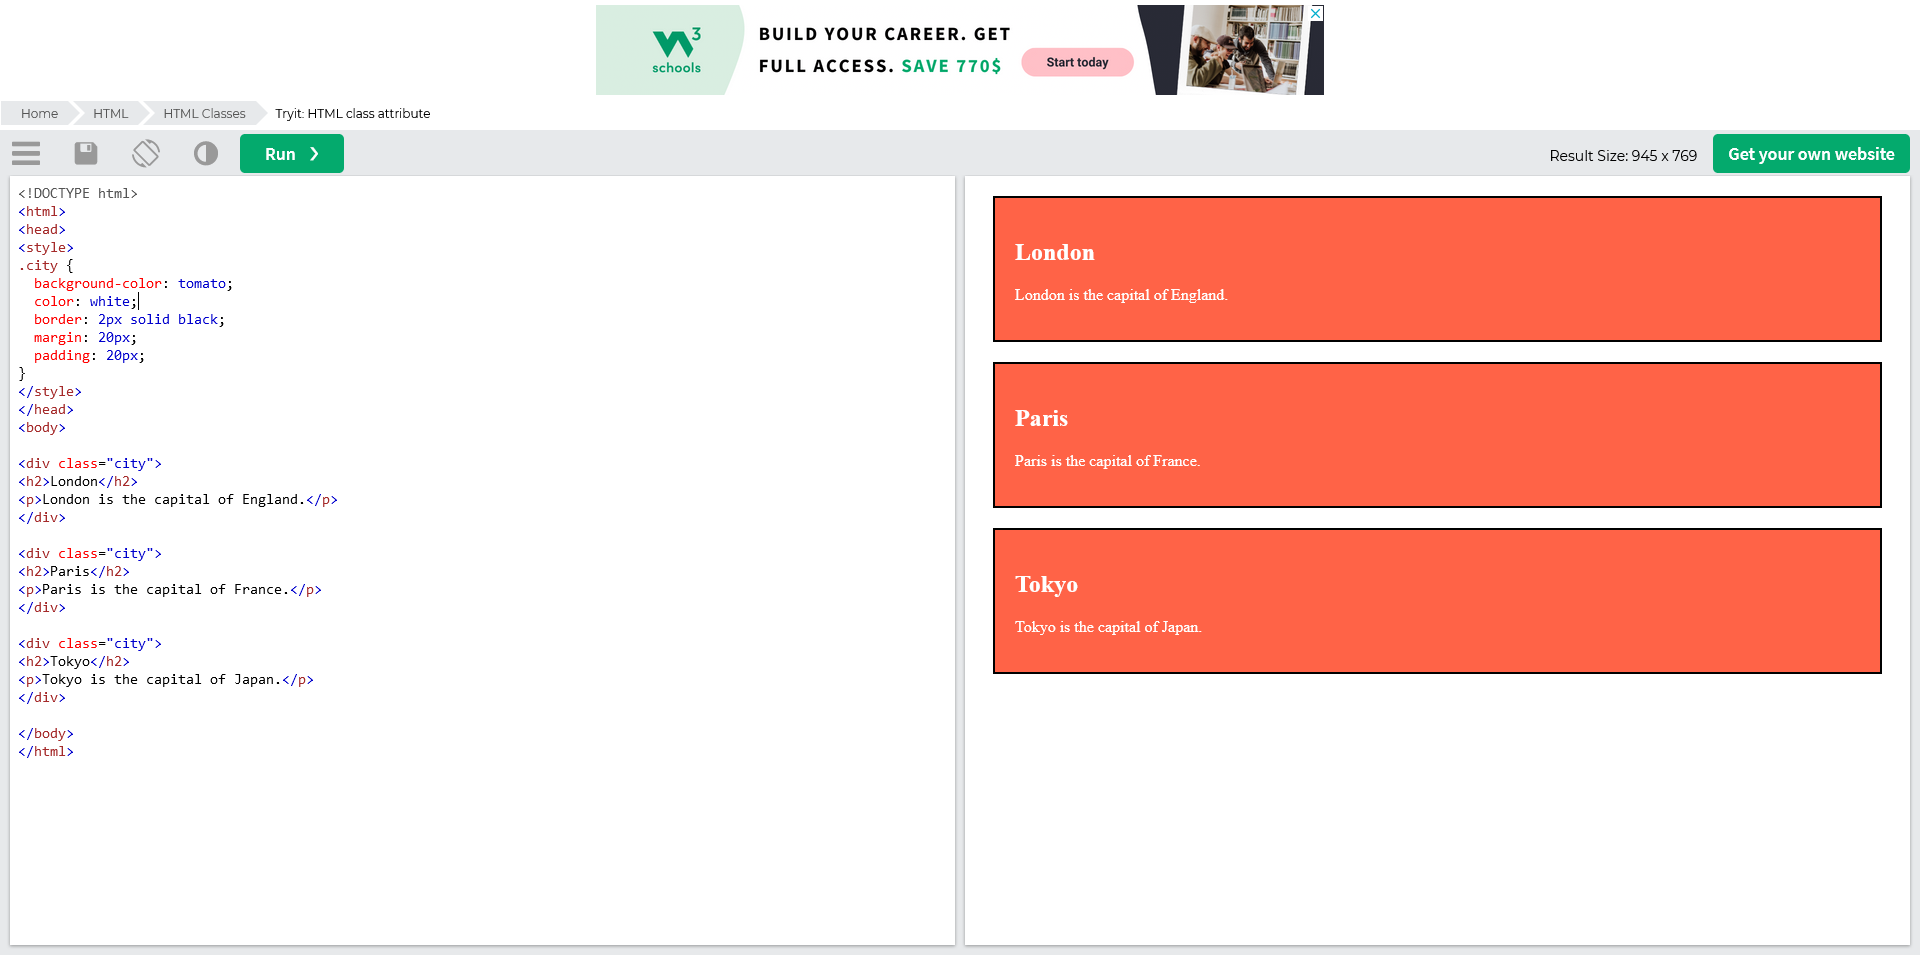 3
schools
BUILD YOUR CAREER. GET
FULL ACCESS. SAVE 770$
Start today
Home
HTML
HTML Classes
Tryit: HTML class attribute
Run ❯
Result Size: 945 x 769
Get your own website
<!DOCTYPE html>
<html>
<head>
<style>
.city {
  background-color: tomato;
  color: white;
  border: 2px solid black;
  margin: 20px;
  padding: 20px;
}
</style>
</head>
<body>

<div class="city">
<h2>London</h2>
<p>London is the capital of England.</p>
</div>

<div class="city">
<h2>Paris</h2>
<p>Paris is the capital of France.</p>
</div>

<div class="city">
<h2>Tokyo</h2>
<p>Tokyo is the capital of Japan.</p>
</div>

</body>
</html>
London
London is the capital of England.
Paris
Paris is the capital of France.
Tokyo
Tokyo is the capital of Japan.